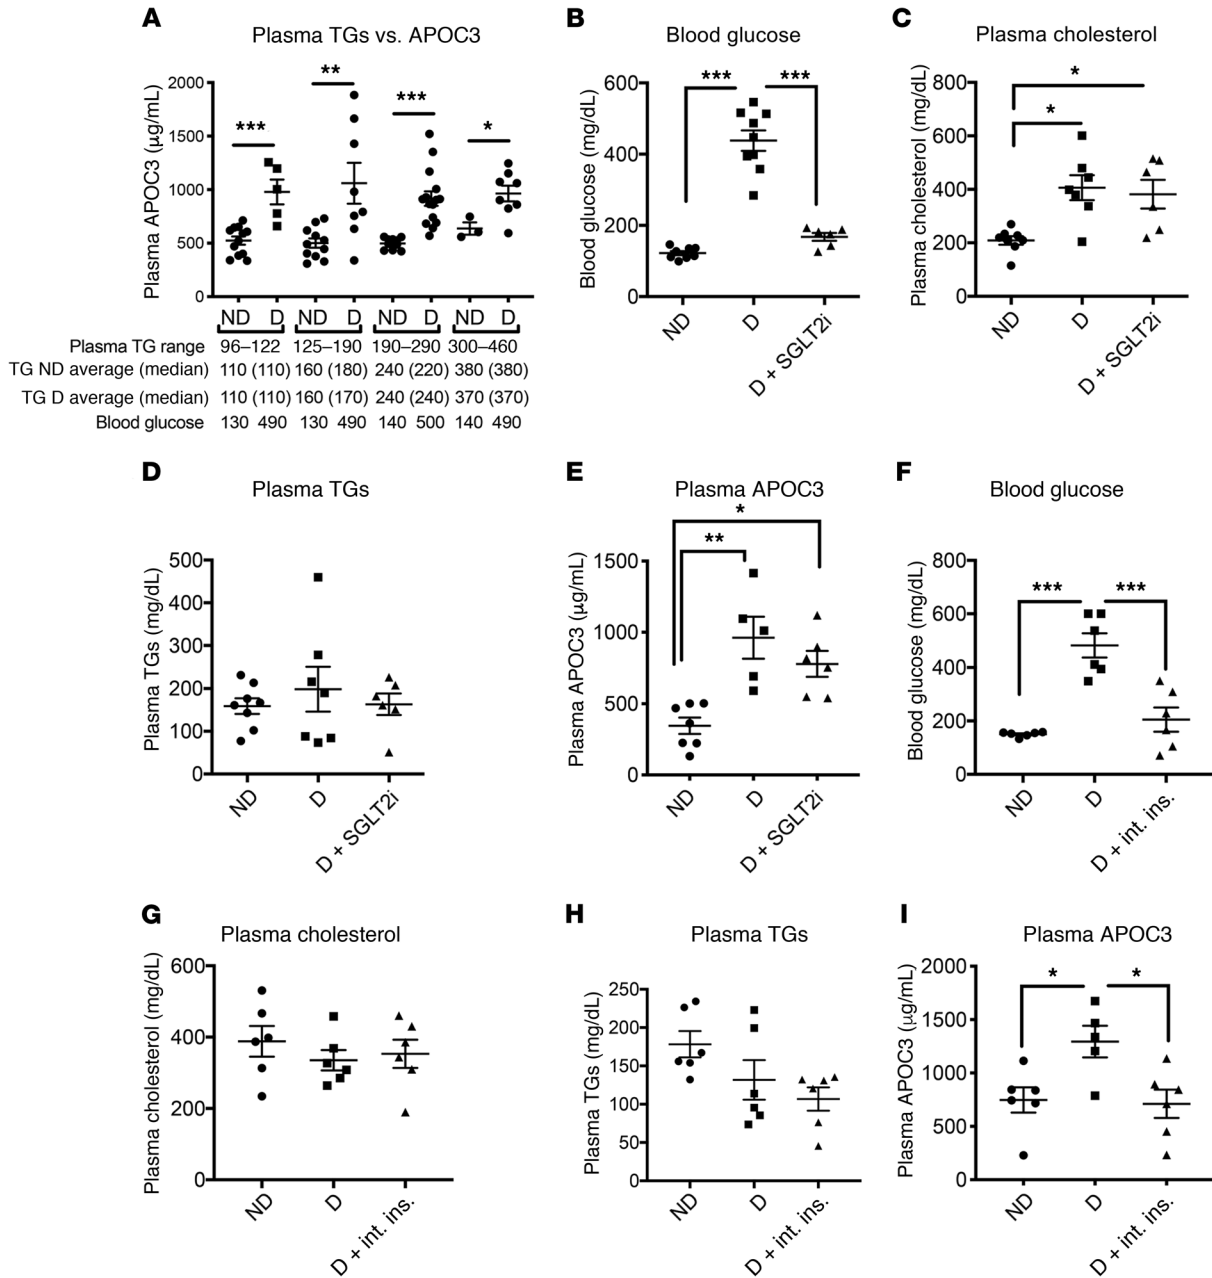 A
Plasma TGs vs. APOC3
Plasma APOC3 (µg/mL)
2000
1500
1000
500
0
***
**
***
*
ND D ND D ND D ND D
Plasma TG range 96–122 125–190 190–290 300–460
TG ND average (median) 110 (110) 160 (180) 240 (220) 380 (380)
TG D average (median) 110 (110) 160 (170) 240 (240) 370 (370)
Blood glucose 130 490 130 490 140 500 140 490
B
Blood glucose
Blood glucose (mg/dL)
600
400
200
0
*** ***
ND
D
D + SGLT2i
C
Plasma cholesterol
Plasma cholesterol (mg/dL)
800
600
400
200
0
*
*
ND
D
D + SGLT2i
D
Plasma TGs
Plasma TGs (mg/dL)
500
400
300
200
100
0
ND
D
D + SGLT2i
E
Plasma APOC3
Plasma APOC3 (µg/mL)
1500
1000
500
0
*
**
ND
D
D + SGLT2i
F
Blood glucose
Blood glucose (mg/dL)
800
600
400
200
0
*** ***
ND
D
D + int. ins.
G
Plasma cholesterol
Plasma cholesterol (mg/dL)
600
400
200
0
ND
D
D + int. ins.
H
Plasma TGs
Plasma TGs (mg/dL)
250
200
150
100
50
0
ND
D
D + int. ins.
I
Plasma APOC3
Plasma APOC3 (µg/mL)
2000
1500
1000
500
0
* *
ND
D
D + int. ins.